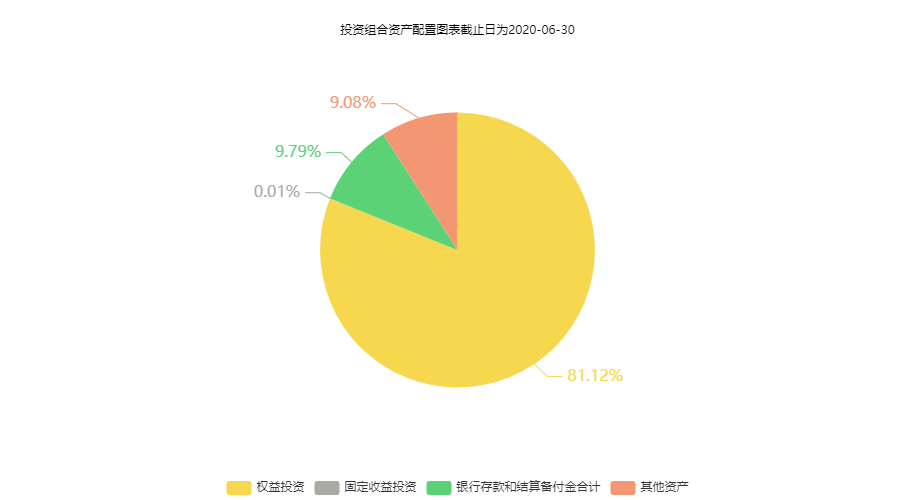 投资组合资产配置图表截止日为2020-06-30
9.08%
9.79%
0.01%
81.12%
权益投资 固定收益投资 银行存款和结算备付金合计 其他资产